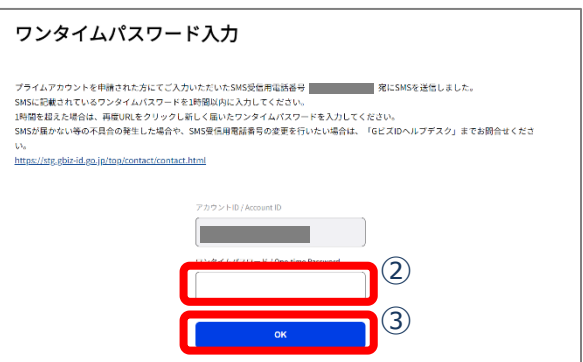 ワンタイムパスワード入力
プライムアカウントを申請された方にてご入力いただいたSMS受信用電話番号 宛にSMSを送信しました。
SMSに記載されているワンタイムパスワードを1時間以内に入力してください。
1時間を超えた場合は、再度URLをクリックし新しく届いたワンタイムパスワードを入力してください。
SMSが届かない等の不具合の発生した場合や、SMS受信用電話番号の変更を行いたい場合は、「GビズIDヘルプデスク」までお問合せくださ
い。
https://stg.gbiz-id.go.jp/top/contact/contact.html
アカウントID / Account ID
ワンタイムパスワード / One-time Password
②
③
OK